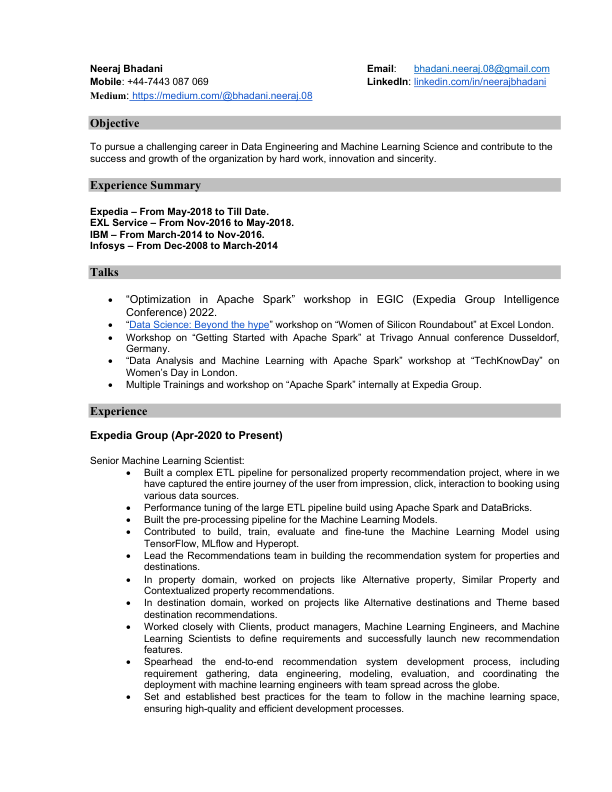 Neeraj Bhadani Email: bhadani.neeraj.08@gmail.com
Mobile: +44-7443 087 069 LinkedIn: linkedin.com/in/neerajbhadani
Medium: https://medium.com/@bhadani.neeraj.08
Objective
To pursue a challenging career in Data Engineering and Machine Learning Science and contribute to the
success and growth of the organization by hard work, innovation and sincerity.
Experience Summary
Expedia – From May-2018 to Till Date.
EXL Service – From Nov-2016 to May-2018.
IBM – From March-2014 to Nov-2016.
Infosys – From Dec-2008 to March-2014
Talks
• “Optimization in Apache Spark” workshop in EGIC (Expedia Group Intelligence
Conference) 2022.
• “Data Science: Beyond the hype” workshop on “Women of Silicon Roundabout” at Excel London.
• Workshop on “Getting Started with Apache Spark” at Trivago Annual conference Dusseldorf,
Germany.
• “Data Analysis and Machine Learning with Apache Spark” workshop at “TechKnowDay” on
Women’s Day in London.
• Multiple Trainings and workshop on “Apache Spark” internally at Expedia Group.
Experience
Expedia Group (Apr-2020 to Present)
Senior Machine Learning Scientist:
• Built a complex ETL pipeline for personalized property recommendation project, where in we
have captured the entire journey of the user from impression, click, interaction to booking using
various data sources.
• Performance tuning of the large ETL pipeline build using Apache Spark and DataBricks.
• Built the pre-processing pipeline for the Machine Learning Models.
• Contributed to build, train, evaluate and fine-tune the Machine Learning Model using
TensorFlow, MLflow and Hyperopt.
• Lead the Recommendations team in building the recommendation system for properties and
destinations.
• In property domain, worked on projects like Alternative property, Similar Property and
Contextualized property recommendations.
• In destination domain, worked on projects like Alternative destinations and Theme based
destination recommendations.
• Worked closely with Clients, product managers, Machine Learning Engineers, and Machine
Learning Scientists to define requirements and successfully launch new recommendation
features.
• Spearhead the end-to-end recommendation system development process, including
requirement gathering, data engineering, modeling, evaluation, and coordinating the
deployment with machine learning engineers with team spread across the globe.
• Set and established best practices for the team to follow in the machine learning space,
ensuring high-quality and efficient development processes.